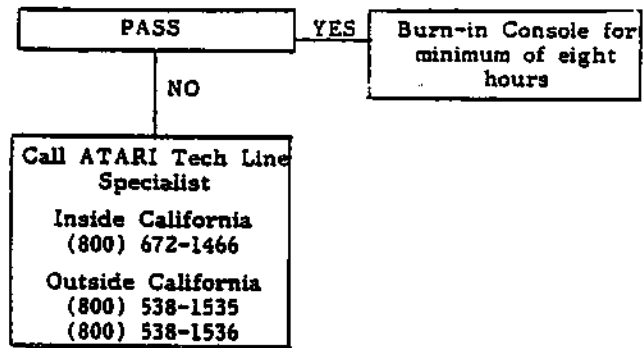 PASS
YES
Burn-in Console for
minimum of eight
hours
NO
Call ATARI Tech Line
Specialist
Inside California
(800) 672-1466
Outside California
(800) 538-1535
(800) 538-1536